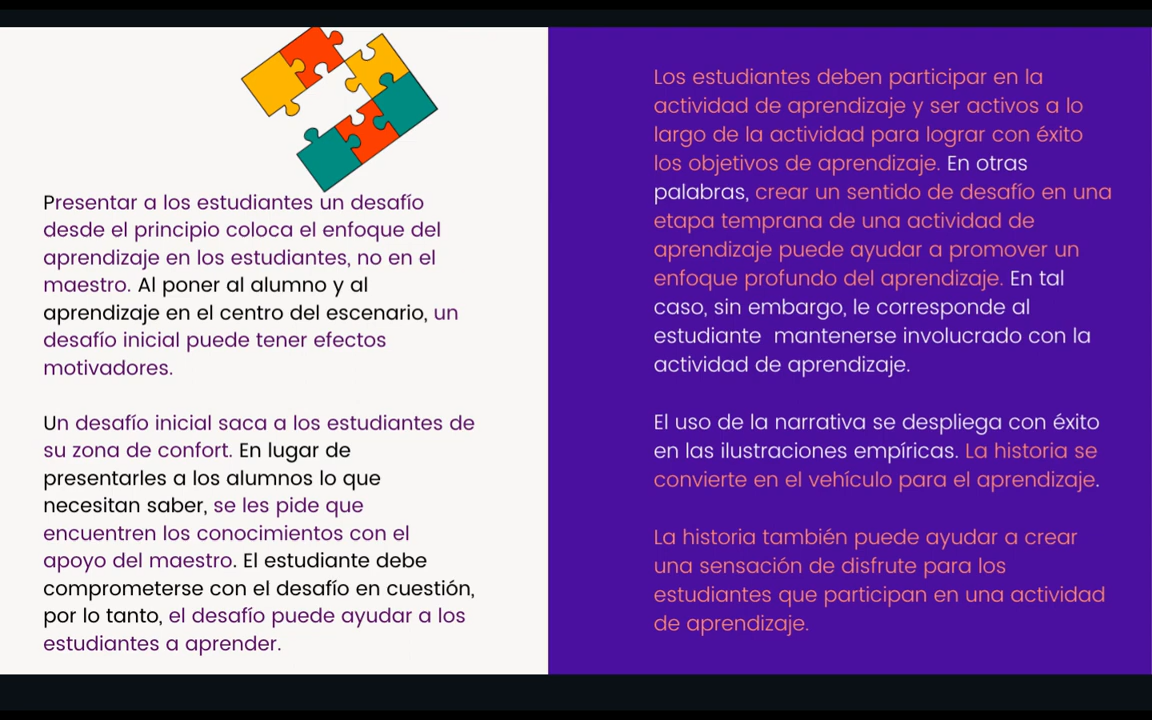 Presentar a los estudiantes un desafío
desde el principio coloca el enfoque del
aprendizaje en los estudiantes, no en el
maestro. Al poner al alumno y al
aprendizaje en el centro del escenario, un
desafío inicial puede tener efectos
motivadores.
Un desafío inicial saca a los estudiantes de
su zona de confort. En lugar de
presentarles a los alumnos lo que
necesitan saber, se les pide que
encuentren los conocimientos con el
apoyo del maestro. El estudiante debe
comprometerse con el desafío en cuestión,
por lo tanto, el desafío puede ayudar a los
estudiantes a aprender.
Los estudiantes deben participar en la
actividad de aprendizaje y ser activos a lo
largo de la actividad para lograr con éxito
los objetivos de aprendizaje. En otras
palabras, crear un sentido de desafío en una
etapa temprana de una actividad de
aprendizaje puede ayudar a promover un
enfoque profundo del aprendizaje. En tal
caso, sin embargo, le corresponde al
estudiante mantenerse involucrado con la
actividad de aprendizaje.
El uso de la narrativa se despliega con éxito
en las ilustraciones empíricas. La historia se
convierte en el vehículo para el aprendizaje.
La historia también puede ayudar a crear
una sensación de disfrute para los
estudiantes que participan en una actividad
de aprendizaje.